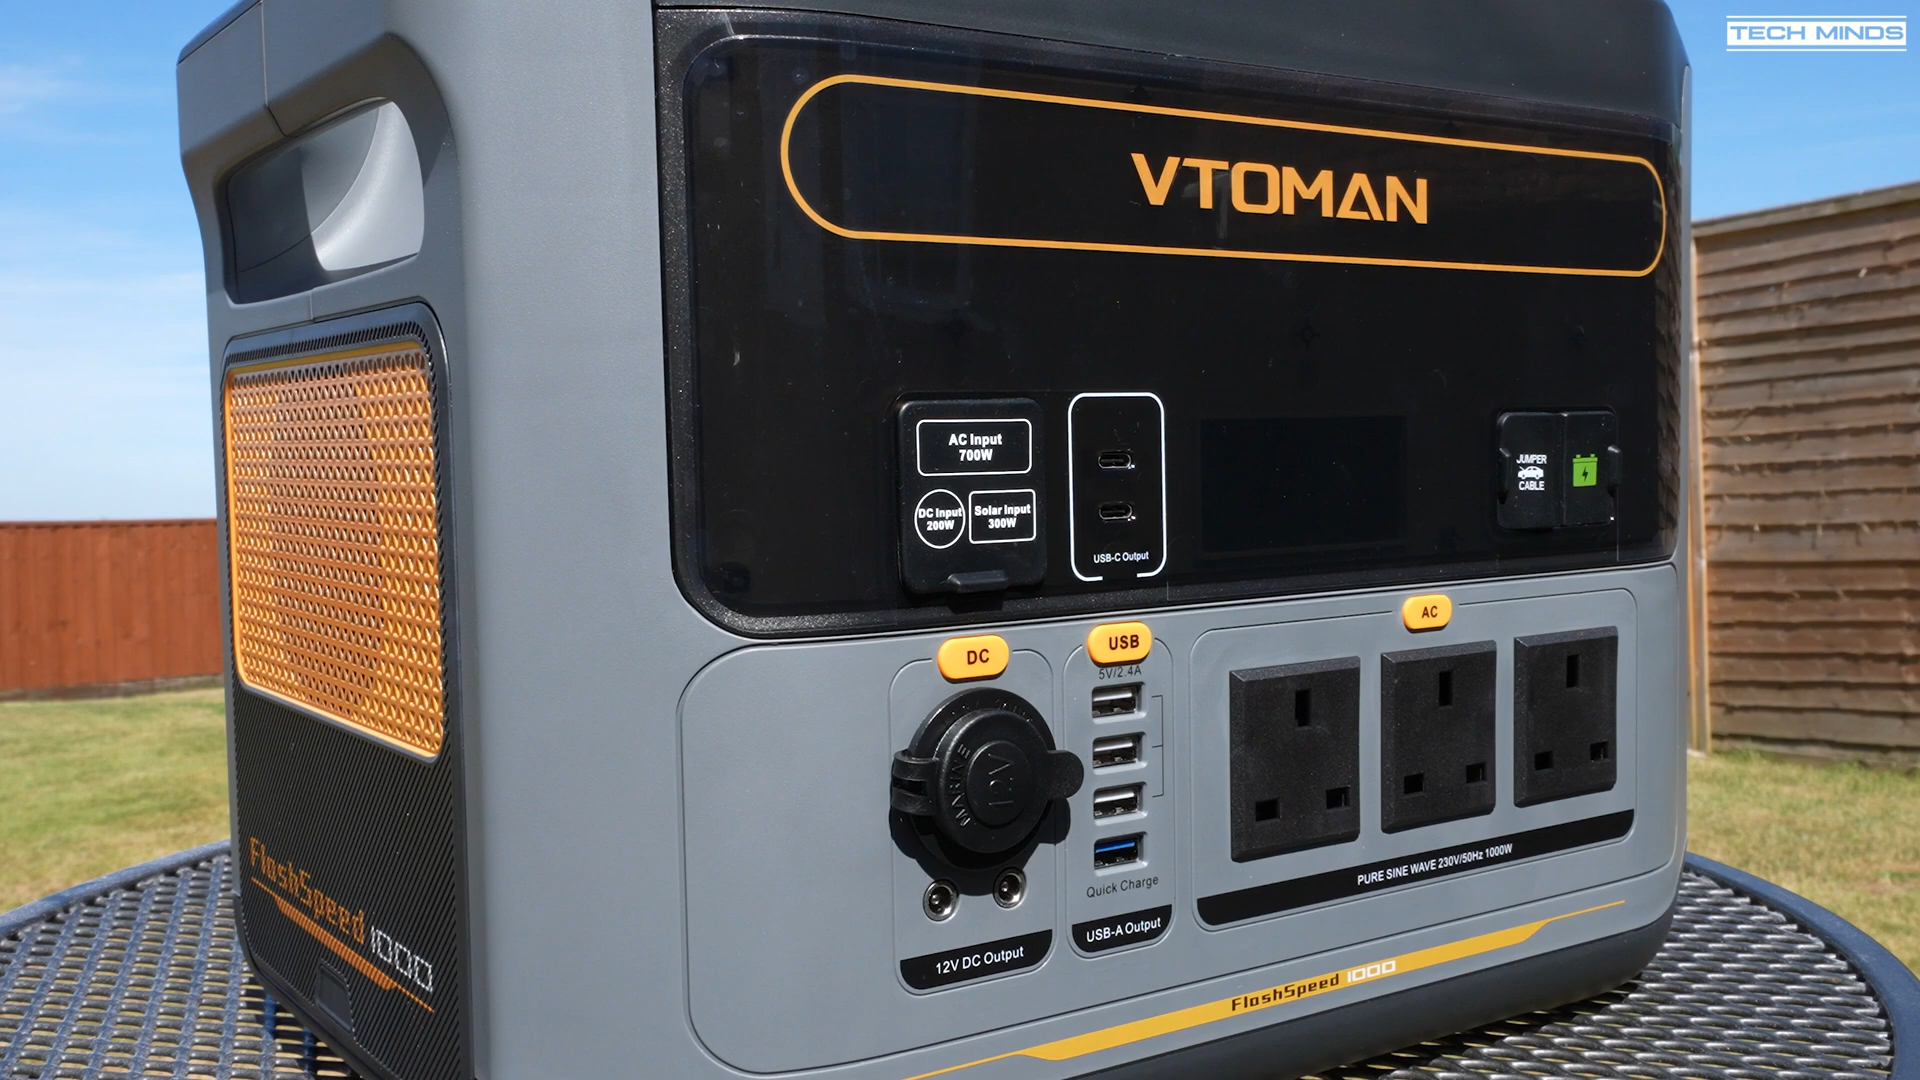 TECH MINDS
VTOMAN
AC Input
700W
DC Input
200W
Solar Input
300W
USB-C Output
JUMPER
CABLE
DC
USB
AC
5V/2.4A
MARINE
12V
Quick Charge
USB-A Output
12V DC Output
PURE SINE WAVE 230V/50Hz 1000W
FlashSpeed 1000
FlashSpeed 1000